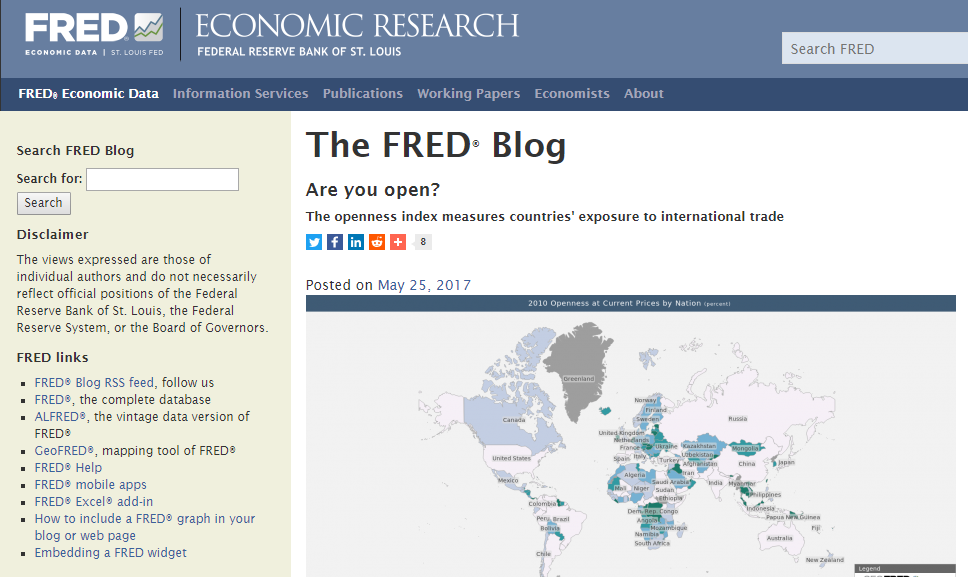 FRED®
ECONOMIC DATA | ST. LOUIS FED
ECONOMIC RESEARCH
FEDERAL RESERVE BANK OF ST. LOUIS
Search FRED
FRED® Economic Data Information Services Publications Working Papers Economists About
Search FRED Blog
Search for:
Search
Disclaimer
The views expressed are those of
individual authors and do not necessarily
reflect official positions of the Federal
Reserve Bank of St. Louis, the Federal
Reserve System, or the Board of Governors.
FRED links
FRED® Blog RSS feed, follow us
FRED®, the complete database
ALFRED®, the vintage data version of
FRED®
GeoFRED®, mapping tool of FRED®
FRED® Help
FRED® mobile apps
FRED® Excel® add-in
How to include a FRED® graph in your
blog or web page
Embedding a FRED widget
The FRED® Blog
Are you open?
The openness index measures countries' exposure to international trade
8
Posted on May 25, 2017
2010 Openness at Current Prices by Nation (percent)
Greenland
Canada
United States
Mexico
Colombia
Peru
Brazil
Bolivia
Chile
Norway
Finland
Sweden
United Kingdom
Netherlands
France
Ukraine
Spain
Italy
Turkey
Russia
Kazakhstan
Uzbekistan
Mongolia
Afghanistan
Iran
China
Japan
Algeria
Saudi Arabia
India
Myanmar
Mali
Niger
Sudan
Ethiopia
Philippines
Indonesia
Dem. Rep. Congo
Papua New Guinea
Angola
Mozambique
Namibia
South Africa
Fiji
Australia
New Zealand
Legend